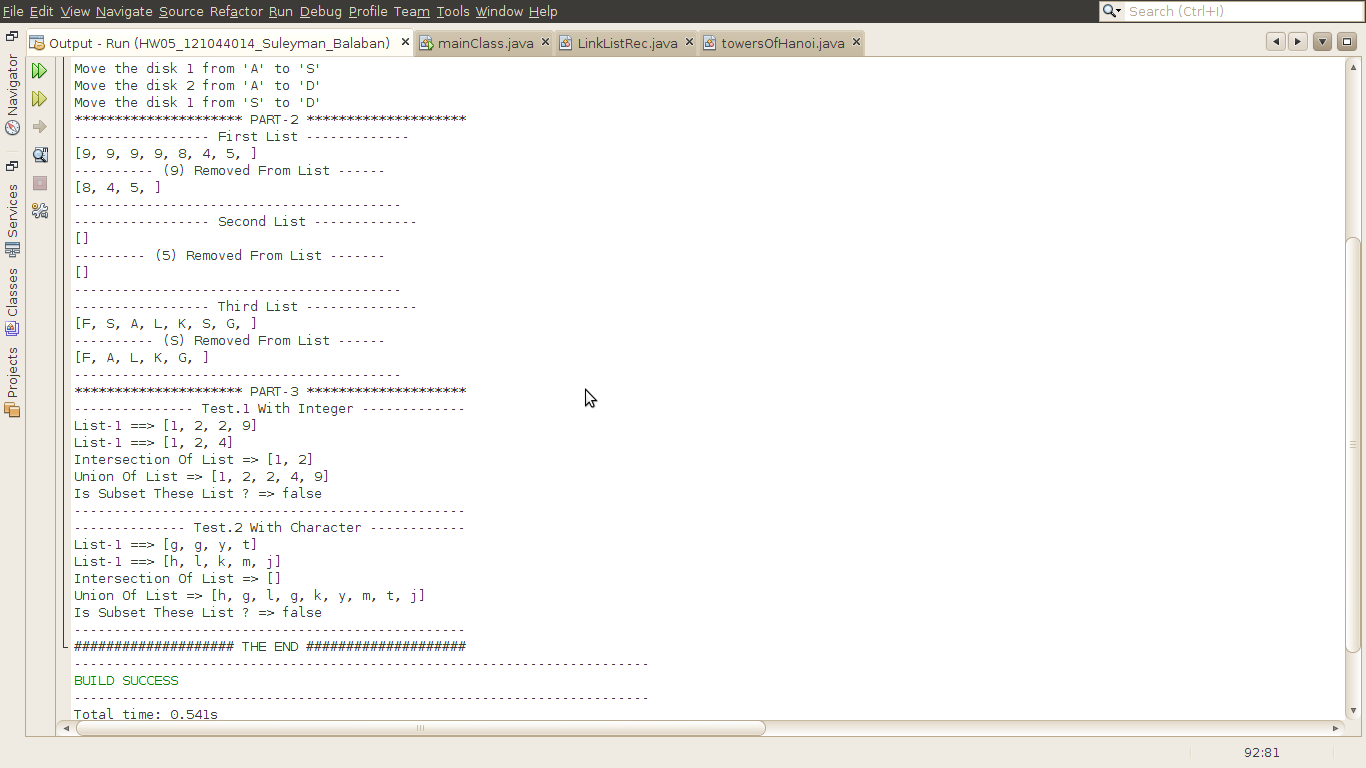 File Edit View Navigate Source Refactor Run Debug Profile Team Tools Window Help
Search (Ctrl+I)
Output - Run (HW05_121044014_Suleyman_Balaban)
mainClass.java
LinkListRec.java
towersOfHanoi.java
Navigator
Services
Classes
Projects
Move the disk 1 from 'A' to 'S'
Move the disk 2 from 'A' to 'D'
Move the disk 1 from 'S' to 'D'
********************* PART-2 ********************
----------------- First List -------------
[9, 9, 9, 9, 8, 4, 5, ]
---------- (9) Removed From List ------
[8, 4, 5, ]
-----------------------------------------
----------------- Second List -------------
[]
--------- (5) Removed From List -------
[]
-----------------------------------------
----------------- Third List --------------
[F, S, A, L, K, S, G, ]
---------- (S) Removed From List ------
[F, A, L, K, G, ]
-----------------------------------------
********************* PART-3 ********************
--------------- Test.1 With Integer -------------
List-1 ==> [1, 2, 2, 9]
List-1 ==> [1, 2, 4]
Intersection Of List => [1, 2]
Union Of List => [1, 2, 2, 4, 9]
Is Subset These List ? => false
-------------------------------------------------
-------------- Test.2 With Character ------------
List-1 ==> [g, g, y, t]
List-1 ==> [h, l, k, m, j]
Intersection Of List => []
Union Of List => [h, g, l, g, k, y, m, t, j]
Is Subset These List ? => false
-------------------------------------------------
#################### THE END ####################
------------------------------------------------------------------------
BUILD SUCCESS
------------------------------------------------------------------------
Total time: 0.541s
92:81